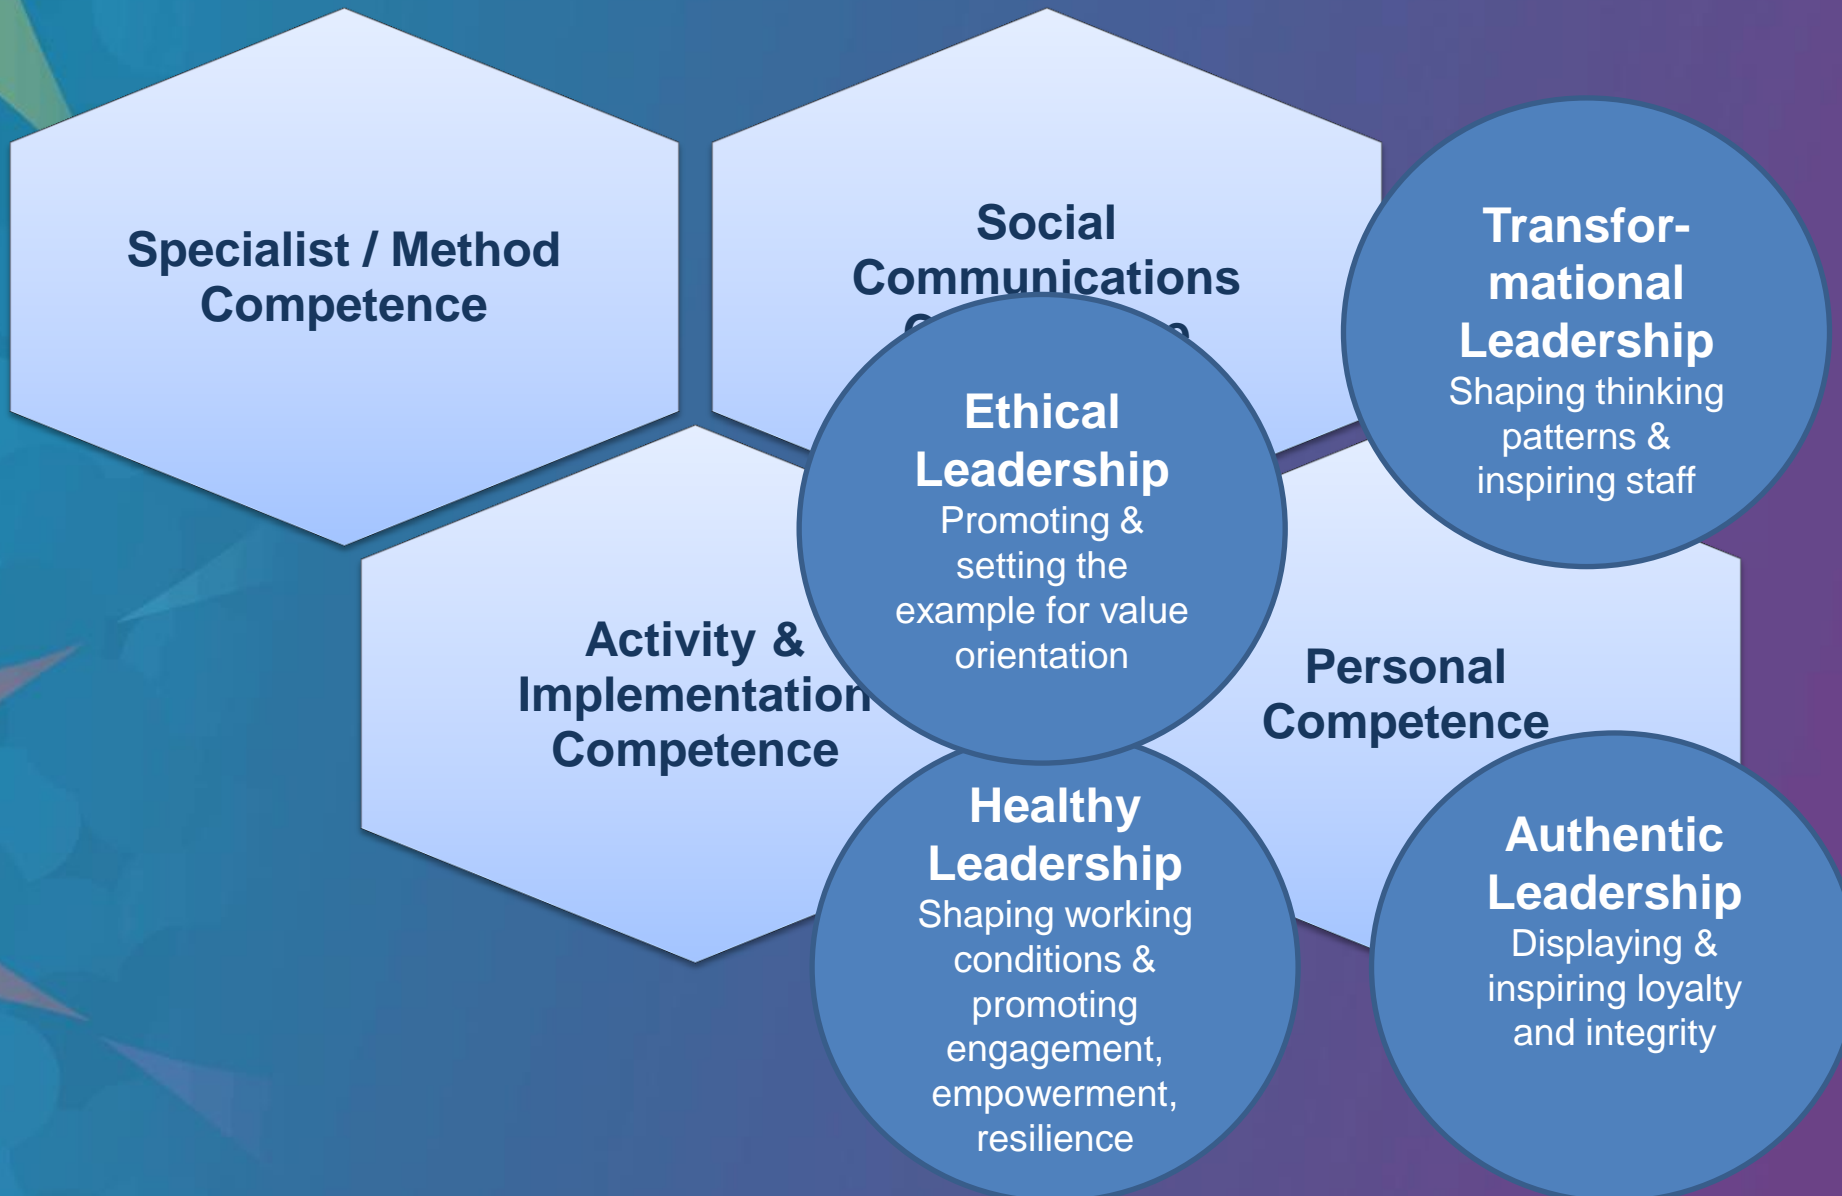 Specialist / Method
Competence
Social
Communications
Transfor-
mational
Leadership
Shaping thinking
patterns &
inspiring staff
Ethical
Leadership
Promoting &
setting the
example for value
orientation
Activity &
Implementation
Competence
Personal
Competence
Healthy
Leadership
Shaping working
conditions &
promoting
engagement,
empowerment,
resilience
Authentic
Leadership
Displaying &
inspiring loyalty
and integrity